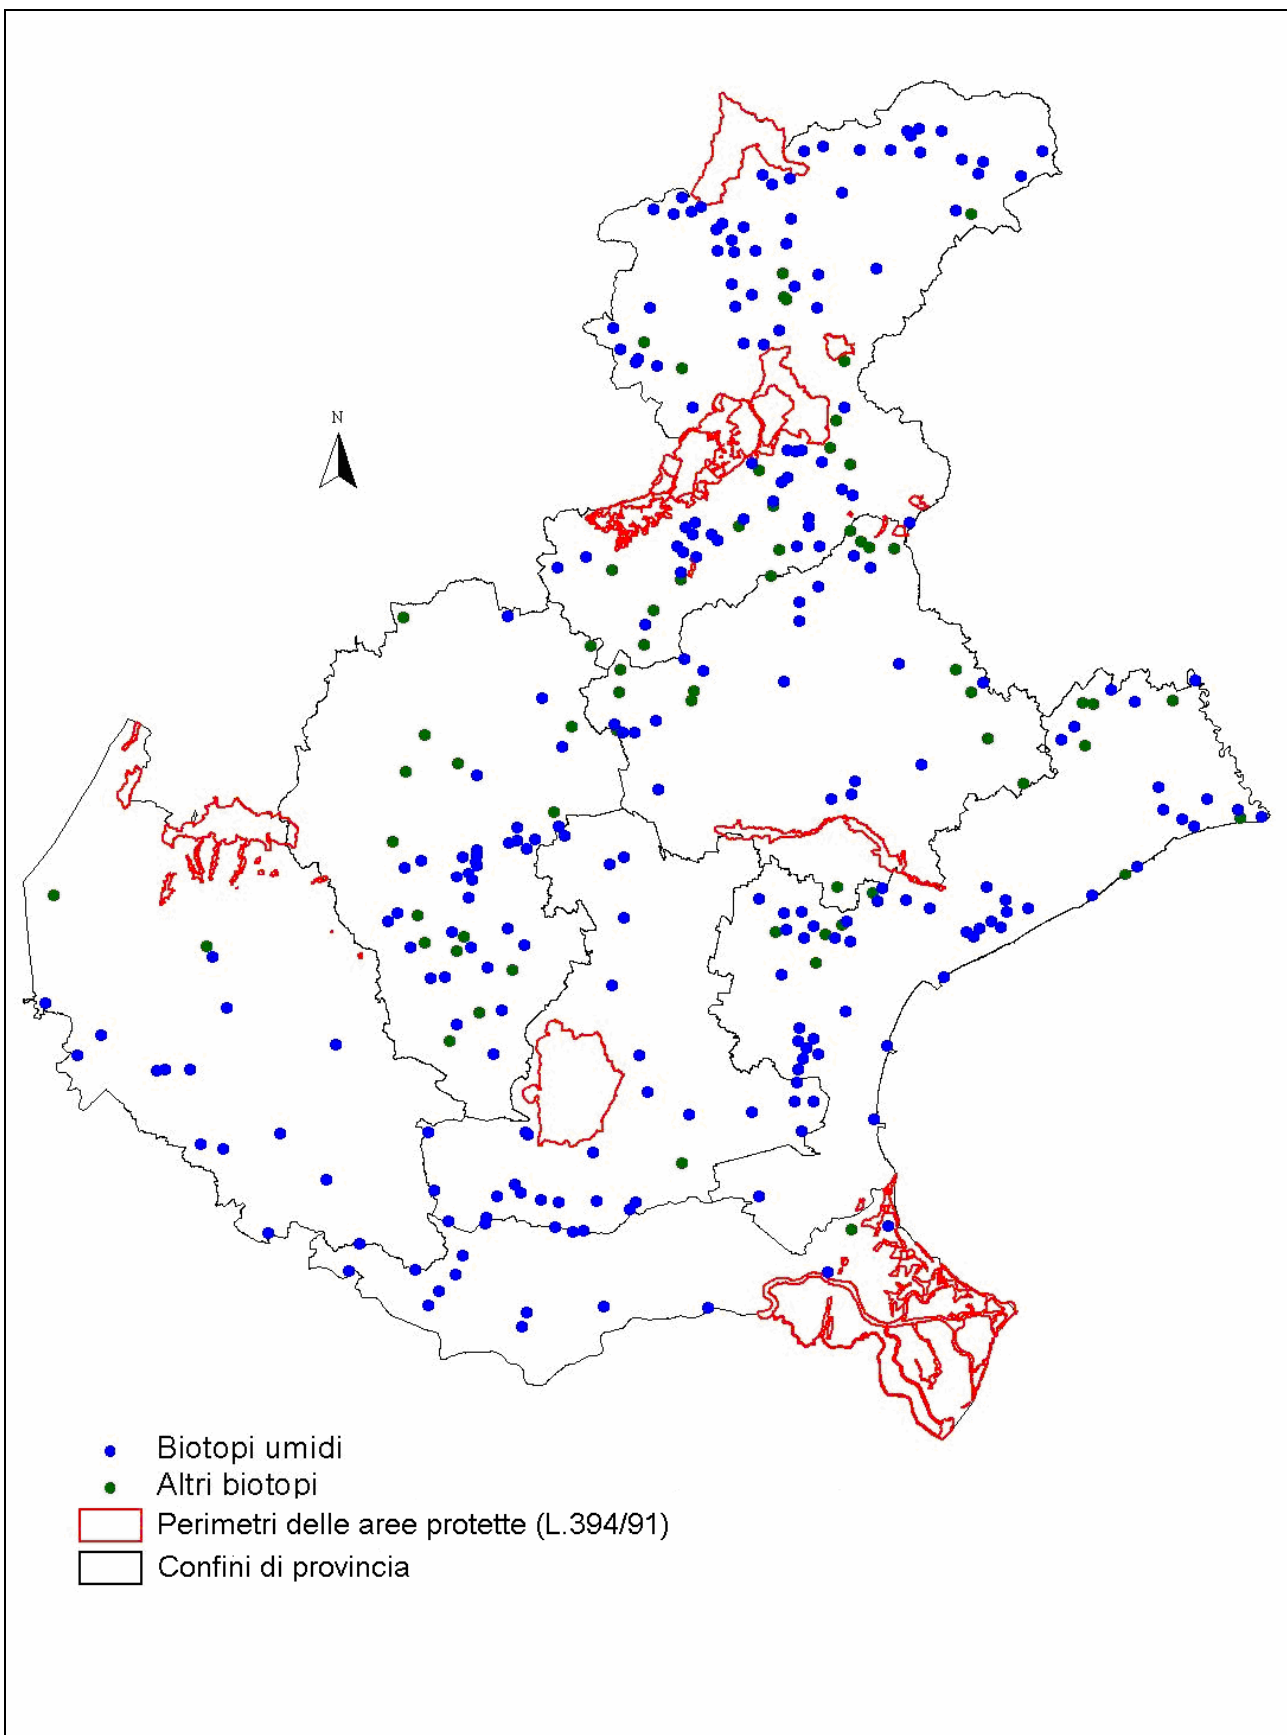 N
Biotopi umidi
Altri biotopi
Perimetri delle aree protette (L.394/91)
Confini di provincia